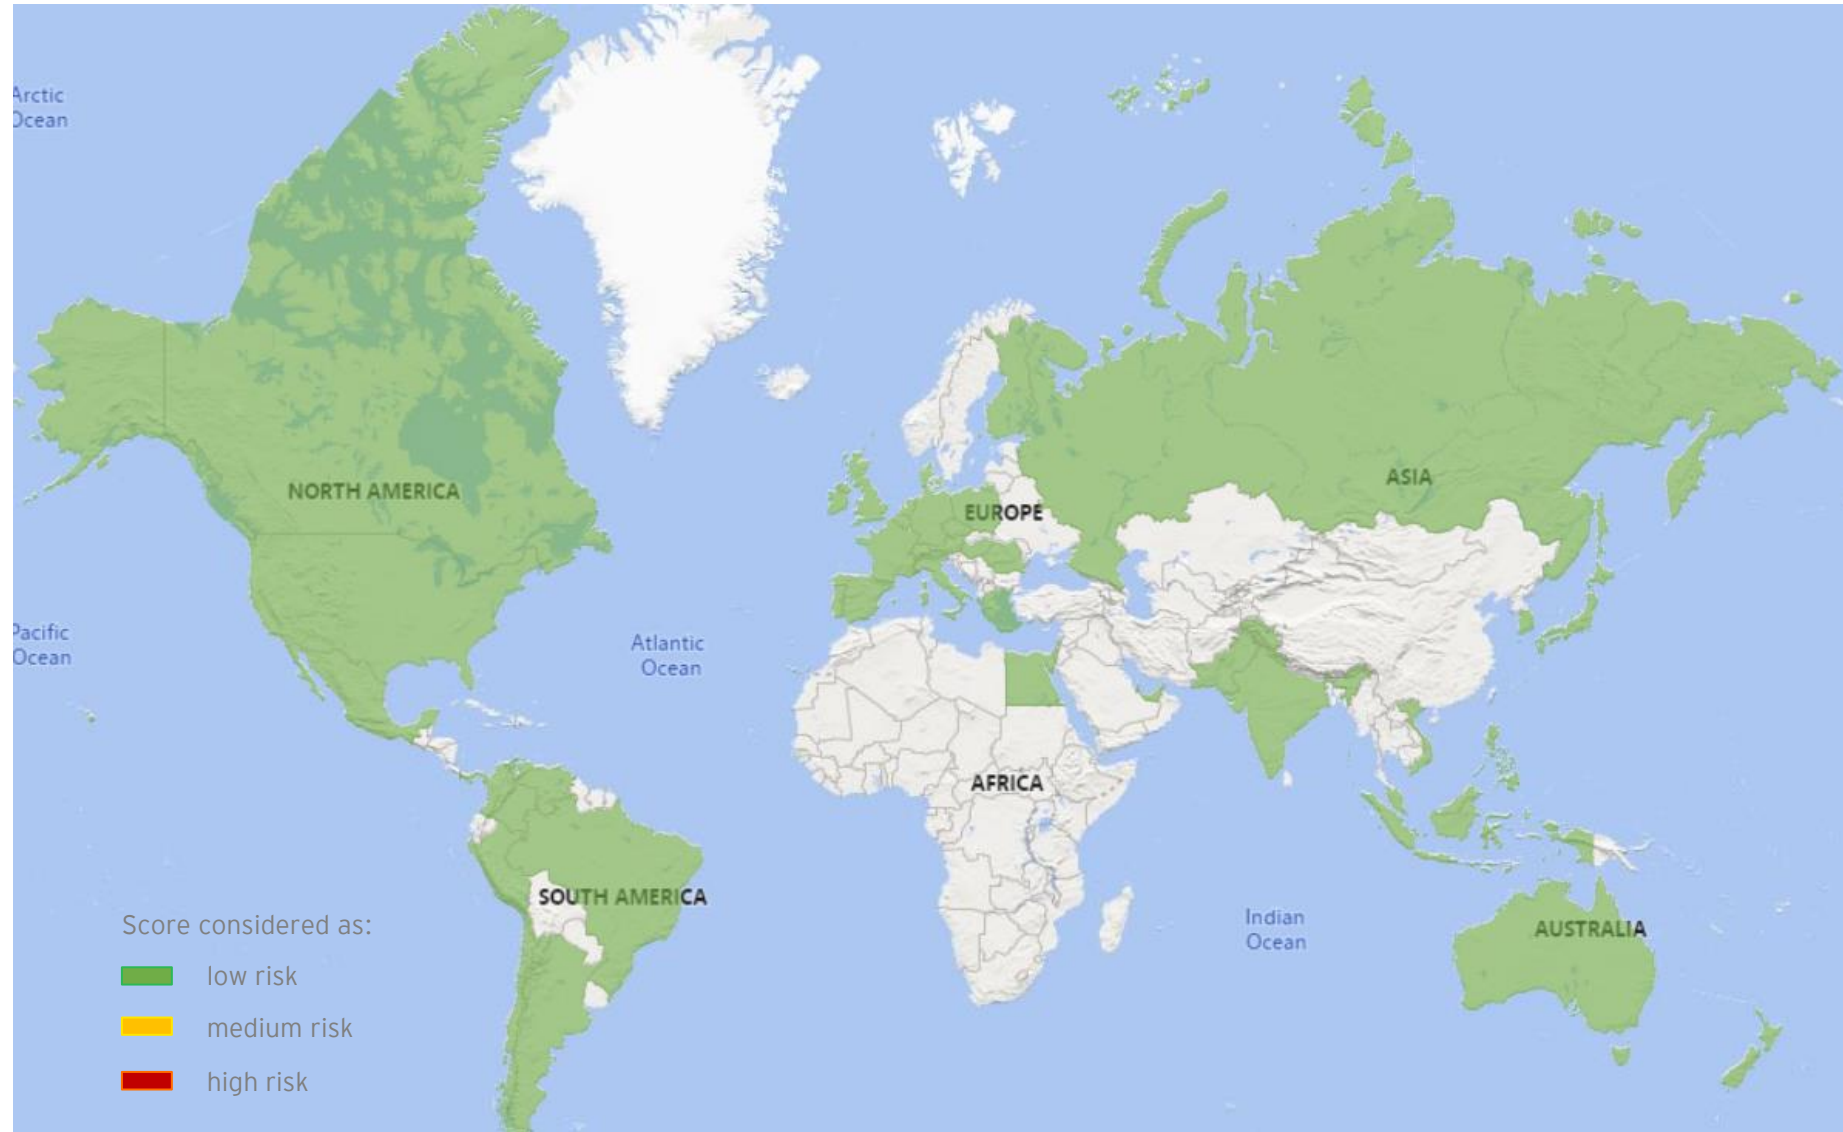 Arctic
Ocean
NORTH AMERICA
ASIA
EUROPE
Pacific
Ocean
Atlantic
Ocean
AFRICA
SOUTH AMERICA
Indian
Ocean
AUSTRALIA
Score considered as:
low risk
medium risk
high risk